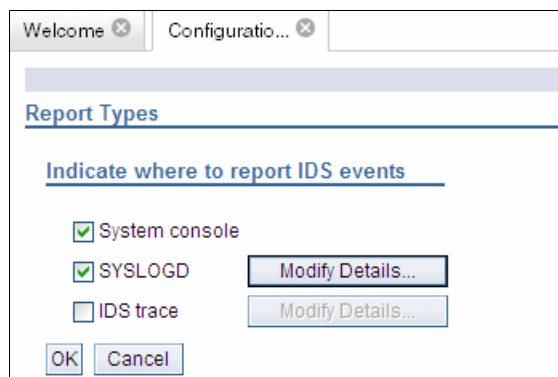 Welcome Configuratio...
Report Types
Indicate where to report IDS events
System console
SYSLOGD Modify Details...
IDS trace Modify Details...
OK Cancel